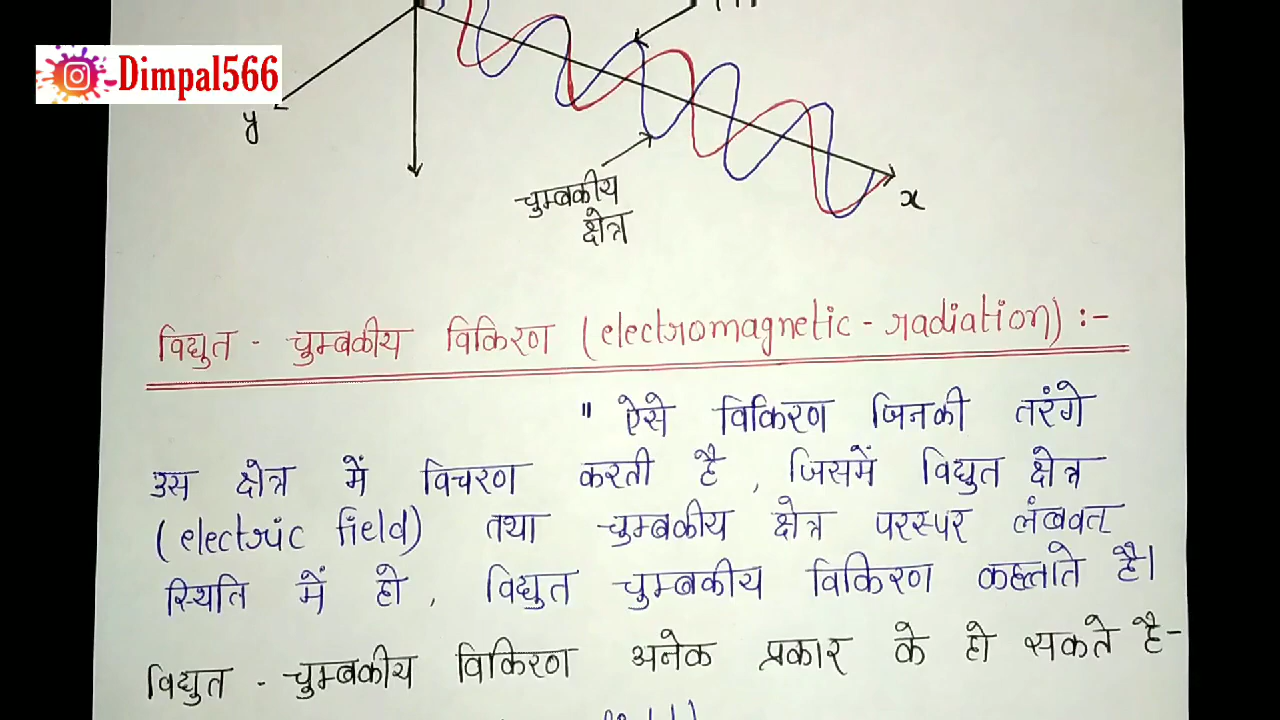 Dimpal566
y
x
चुम्बकीय
क्षेत्र
विद्युत - चुम्बकीय विकिरण (electromagnetic - radiation) :-
" ऐसे विकिरण जिनकी तरंगे
उस क्षेत्र में विचरण करती है , जिसमें विद्युत क्षेत्र
(electric field) तथा चुम्बकीय क्षेत्र परस्पर लंबवत
स्थिति में हो , विद्युत चुम्बकीय विकिरण कहलाते है।
विद्युत - चुम्बकीय विकिरण अनेक प्रकार के हो सकते है-